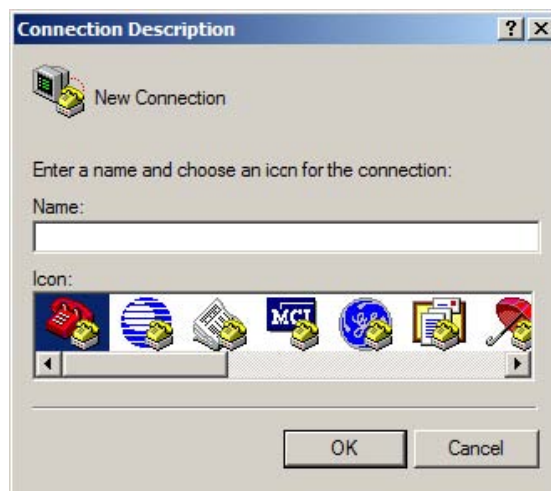 Connection Description
New Connection
Enter a name and choose an iccn for the connection:
Name:
Icon:
MCI
OK
Cancel